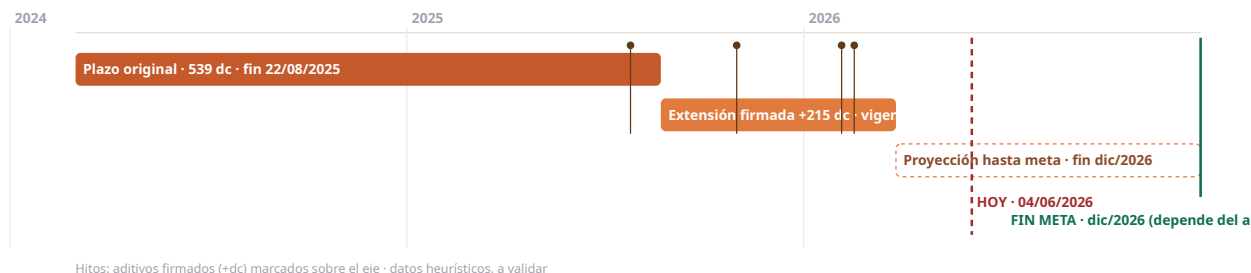 2024 2025 2026
Plazo original · 539 dc · fin 22/08/2025
Extensión firmada +215 dc · viger
Proyección hasta meta · fin dic/2026
HOY · 04/06/2026
FIN META · dic/2026 (depende del a
Hitos: aditivos firmados (+dc) marcados sobre el eje · datos heurísticos, a validar